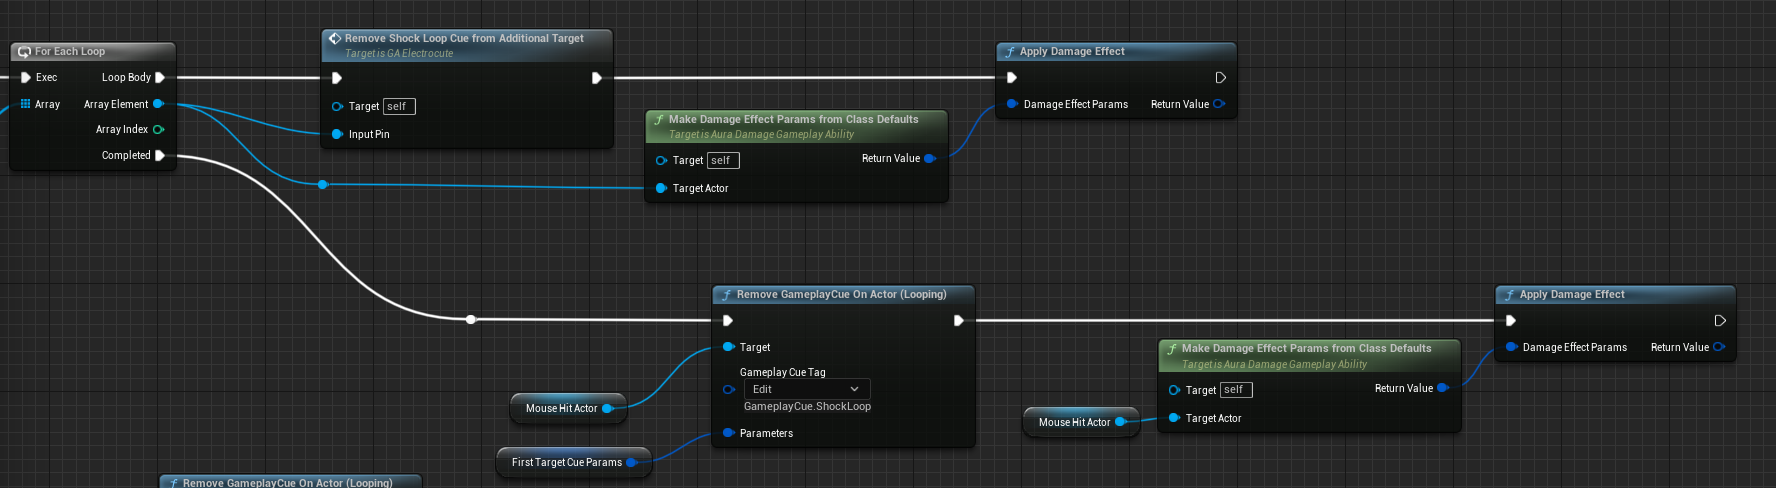 For Each Loop
Exec
Loop Body
Array
Array Element
Array Index
Completed
Remove Shock Loop Cue from Additional Target
Target is GA Electrocute
Target self
Input Pin
Make Damage Effect Params from Class Defaults
Target is Aura Damage Gameplay Ability
Target self
Return Value
Target Actor
Apply Damage Effect
Damage Effect Params
Return Value
Remove GameplayCue On Actor (Looping)
Target
Gameplay Cue Tag
Edit
GameplayCue.ShockLoop
Parameters
Mouse Hit Actor
First Target Cue Params
Make Damage Effect Params from Class Defaults
Target is Aura Damage Gameplay Ability
Target self
Return Value
Target Actor
Mouse Hit Actor
Apply Damage Effect
Damage Effect Params
Return Value
Remove GameplayCue On Actor (Looping)